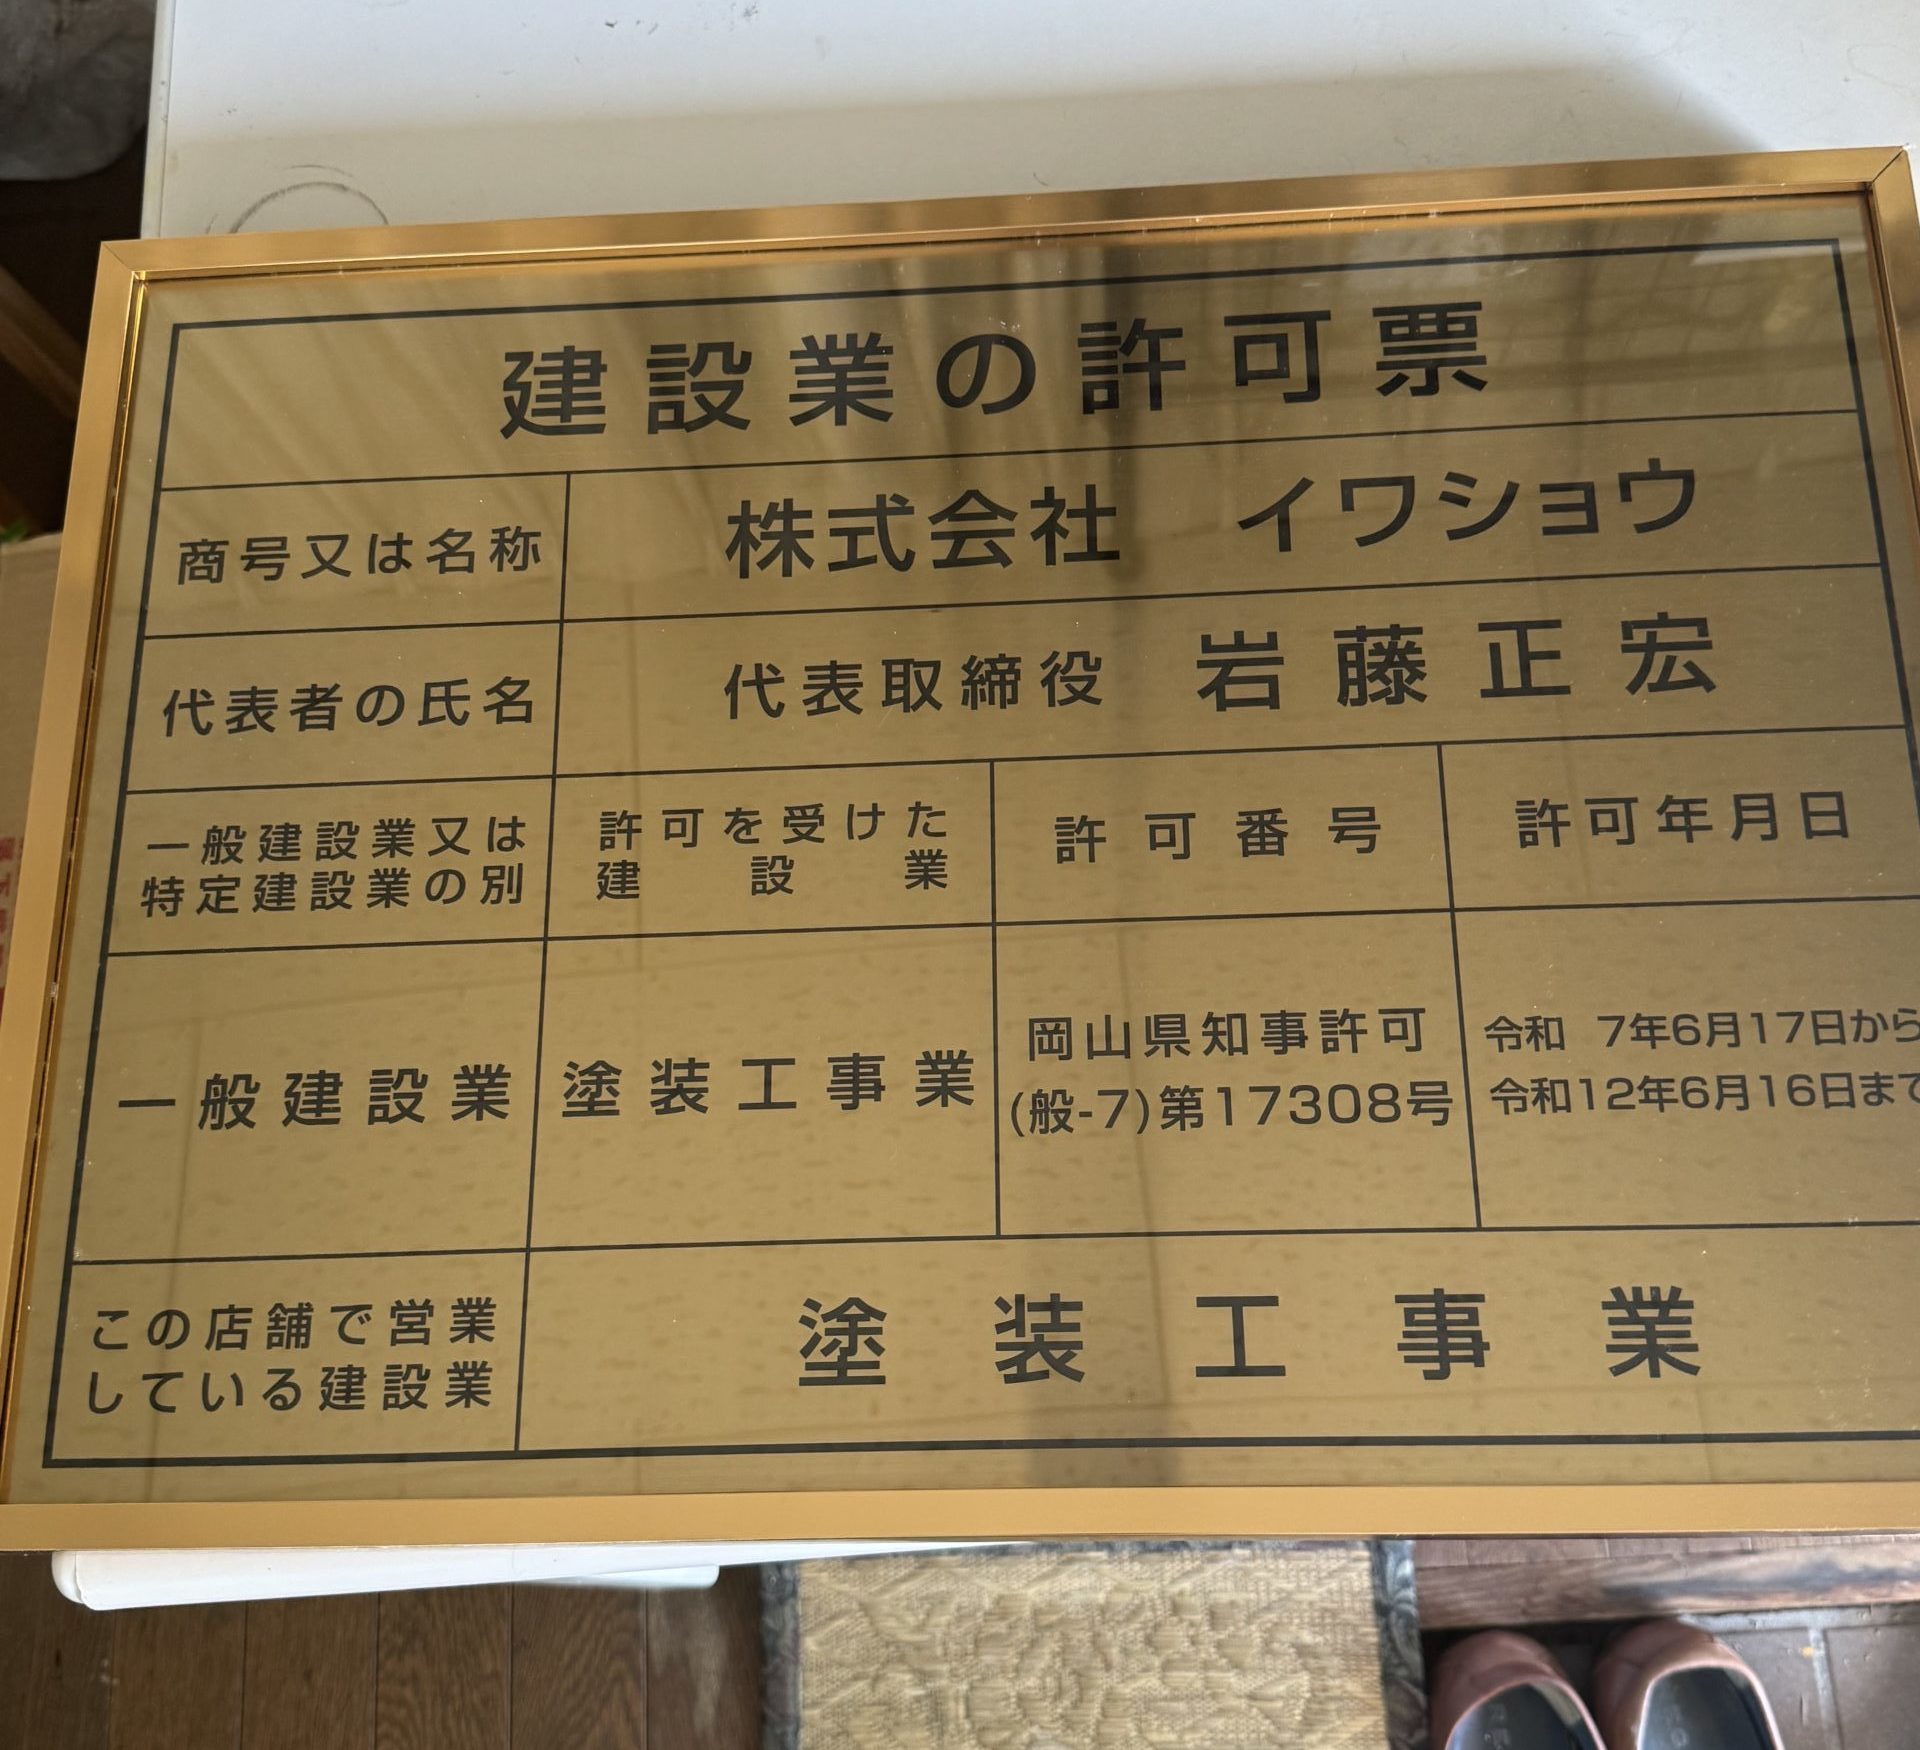 建設業の許可票
商号又は名称
株式会社 イワショウ
代表者の氏名
代表取締役 岩藤正宏
一般建設業又は
特定建設業の別
許可を受けた
建設業
許可番号
許可年月日
一般建設業
塗装工事業
岡山県知事許可
(般-7)第17308号
令和 7年6月17日から
令和12年6月16日まで
この店舗で営業
している建設業
塗装工事業